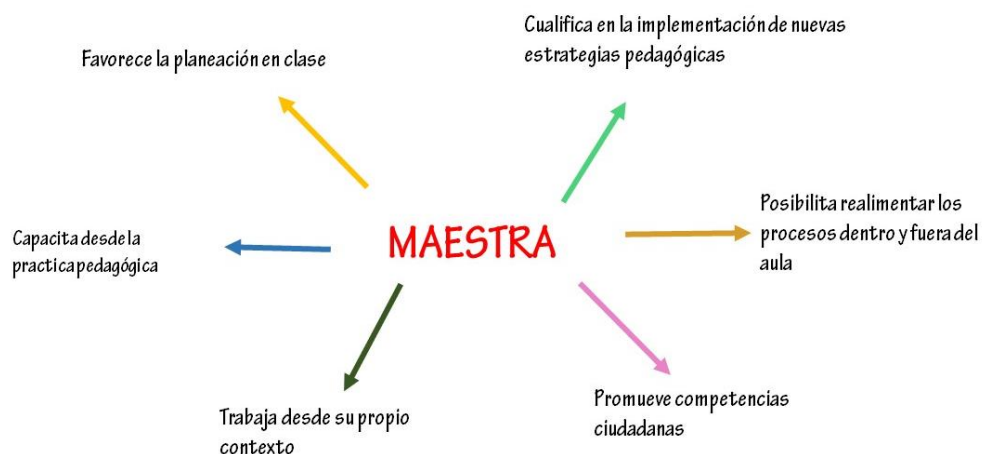 Cualifica en la implementación de nuevas
estrategias pedagógicas
Favorece la planeación en clase
Posibilita realimentar los
procesos dentro y fuera del
aula
Capacita desde la
practica pedagógica
MAESTRA
Trabaja desde su propio
contexto
Promueve competencias
ciudadanas